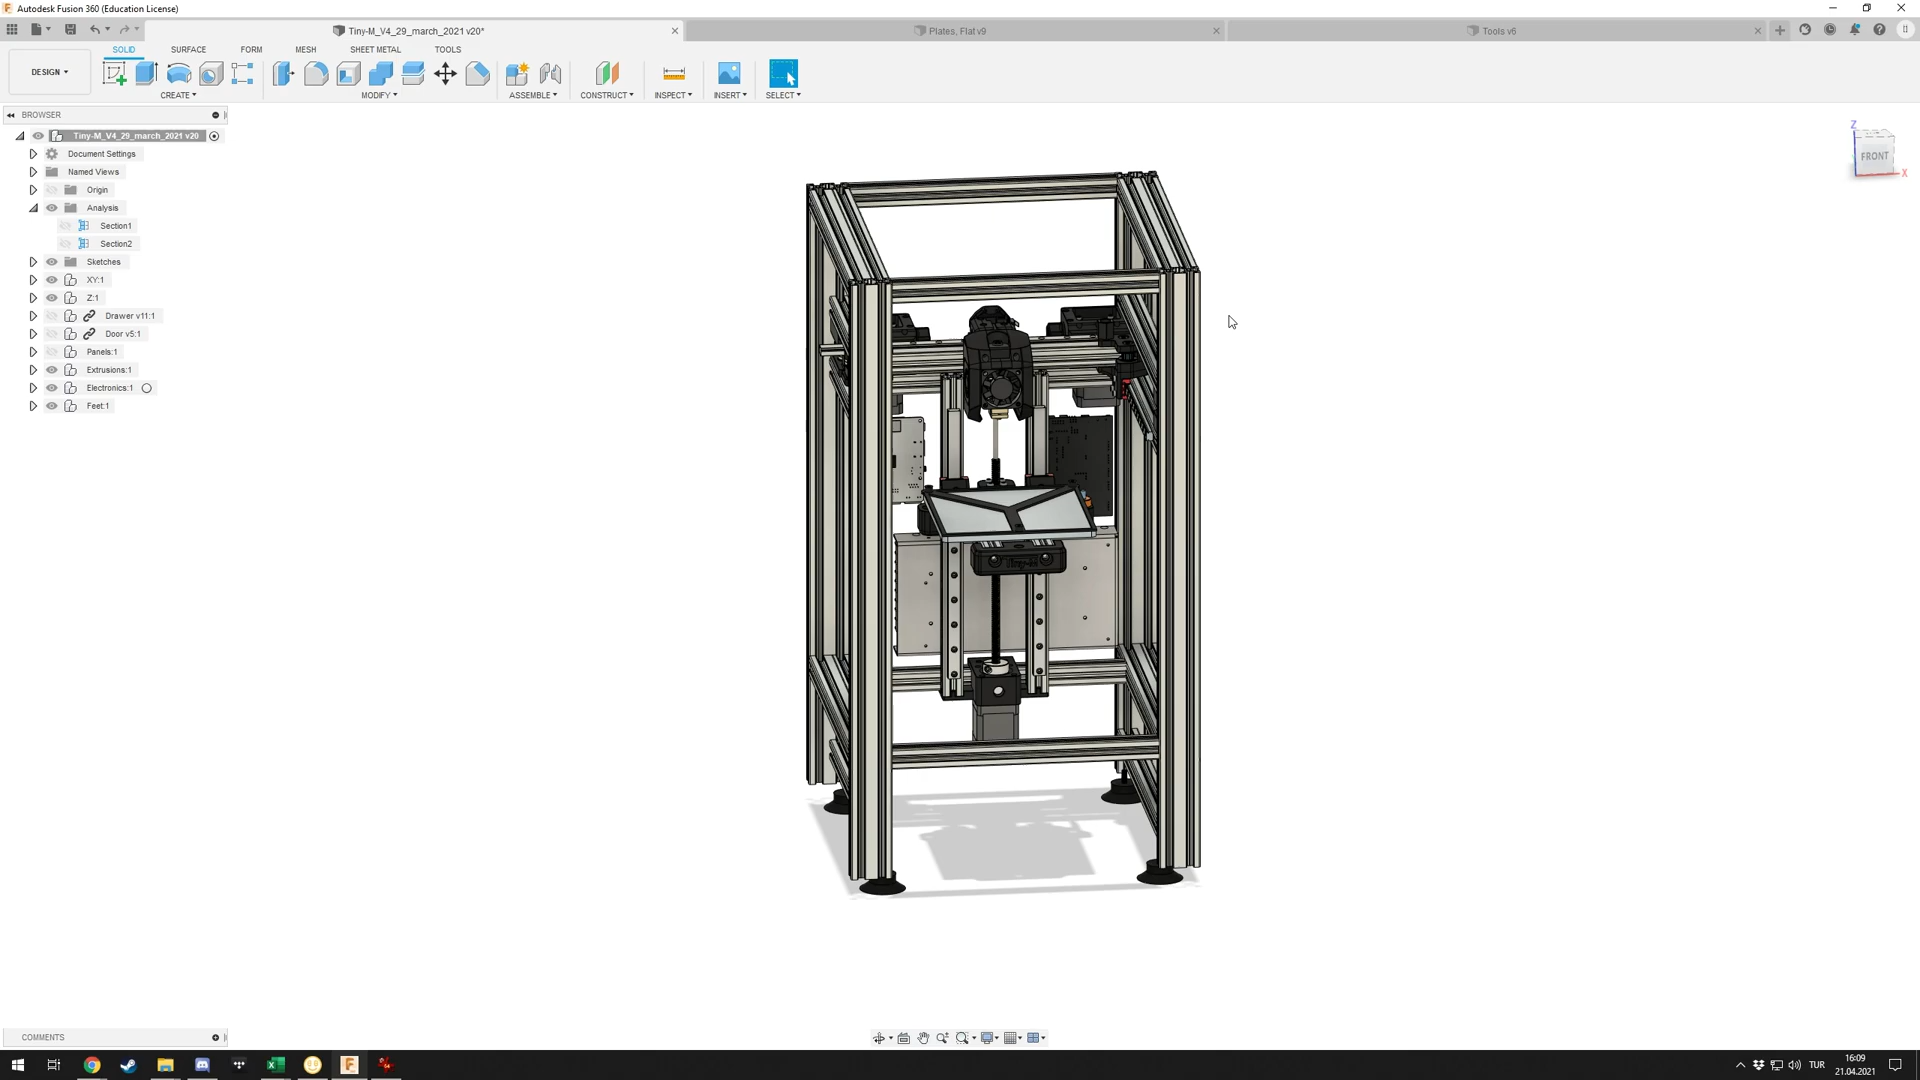 Autodesk Fusion 360 (Education License)
Tiny-M_V4_29_march_2021 v20*
Plates, Flat v9
Tools v6
SOLID
SURFACE
FORM
MESH
SHEET METAL
TOOLS
DESIGN
CREATE
MODIFY
ASSEMBLE
CONSTRUCT
INSPECT
INSERT
SELECT
BROWSER
Tiny-M_V4_29_march_2021 v20
Document Settings
Named Views
Origin
Analysis
Section1
Section2
Sketches
XY:1
Z:1
Drawer v11:1
Door v5:1
Panels:1
Extrusions:1
Electronics:1
Feet:1
Z
FRONT
X
Tiny-M
COMMENTS
TUR
16:09
21.04.2021